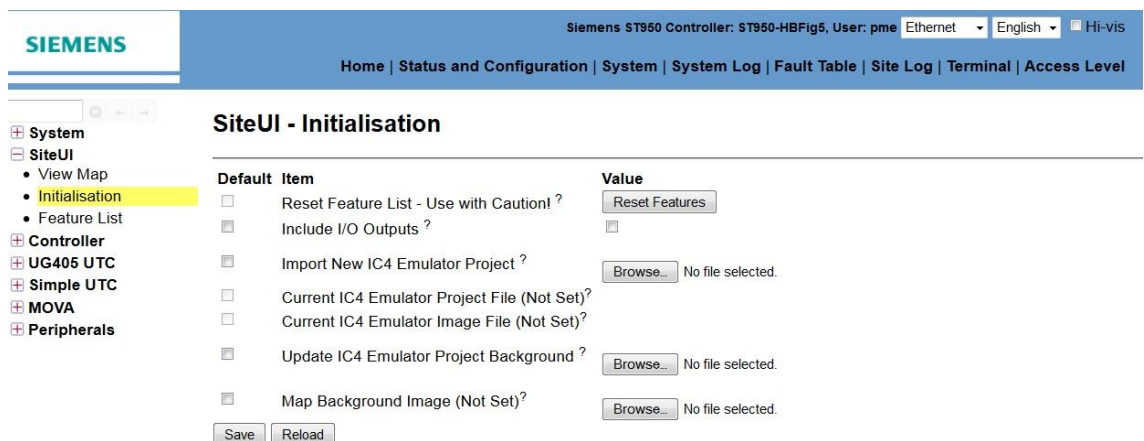 SIEMENS
Siemens ST950 Controller: ST950-HBFig5, User: pme Ethernet English Hi-vis
Home | Status and Configuration | System | System Log | Fault Table | Site Log | Terminal | Access Level
System
SiteUI
View Map
Initialisation
Feature List
Controller
UG405 UTC
Simple UTC
MOVA
Peripherals
SiteUI - Initialisation
Default Item Value
Reset Feature List - Use with Caution! ? Reset Features
Include I/O Outputs ?
Import New IC4 Emulator Project ? Browse... No file selected.
Current IC4 Emulator Project File (Not Set)?
Current IC4 Emulator Image File (Not Set)?
Update IC4 Emulator Project Background ? Browse... No file selected.
Map Background Image (Not Set)? Browse... No file selected.
Save Reload